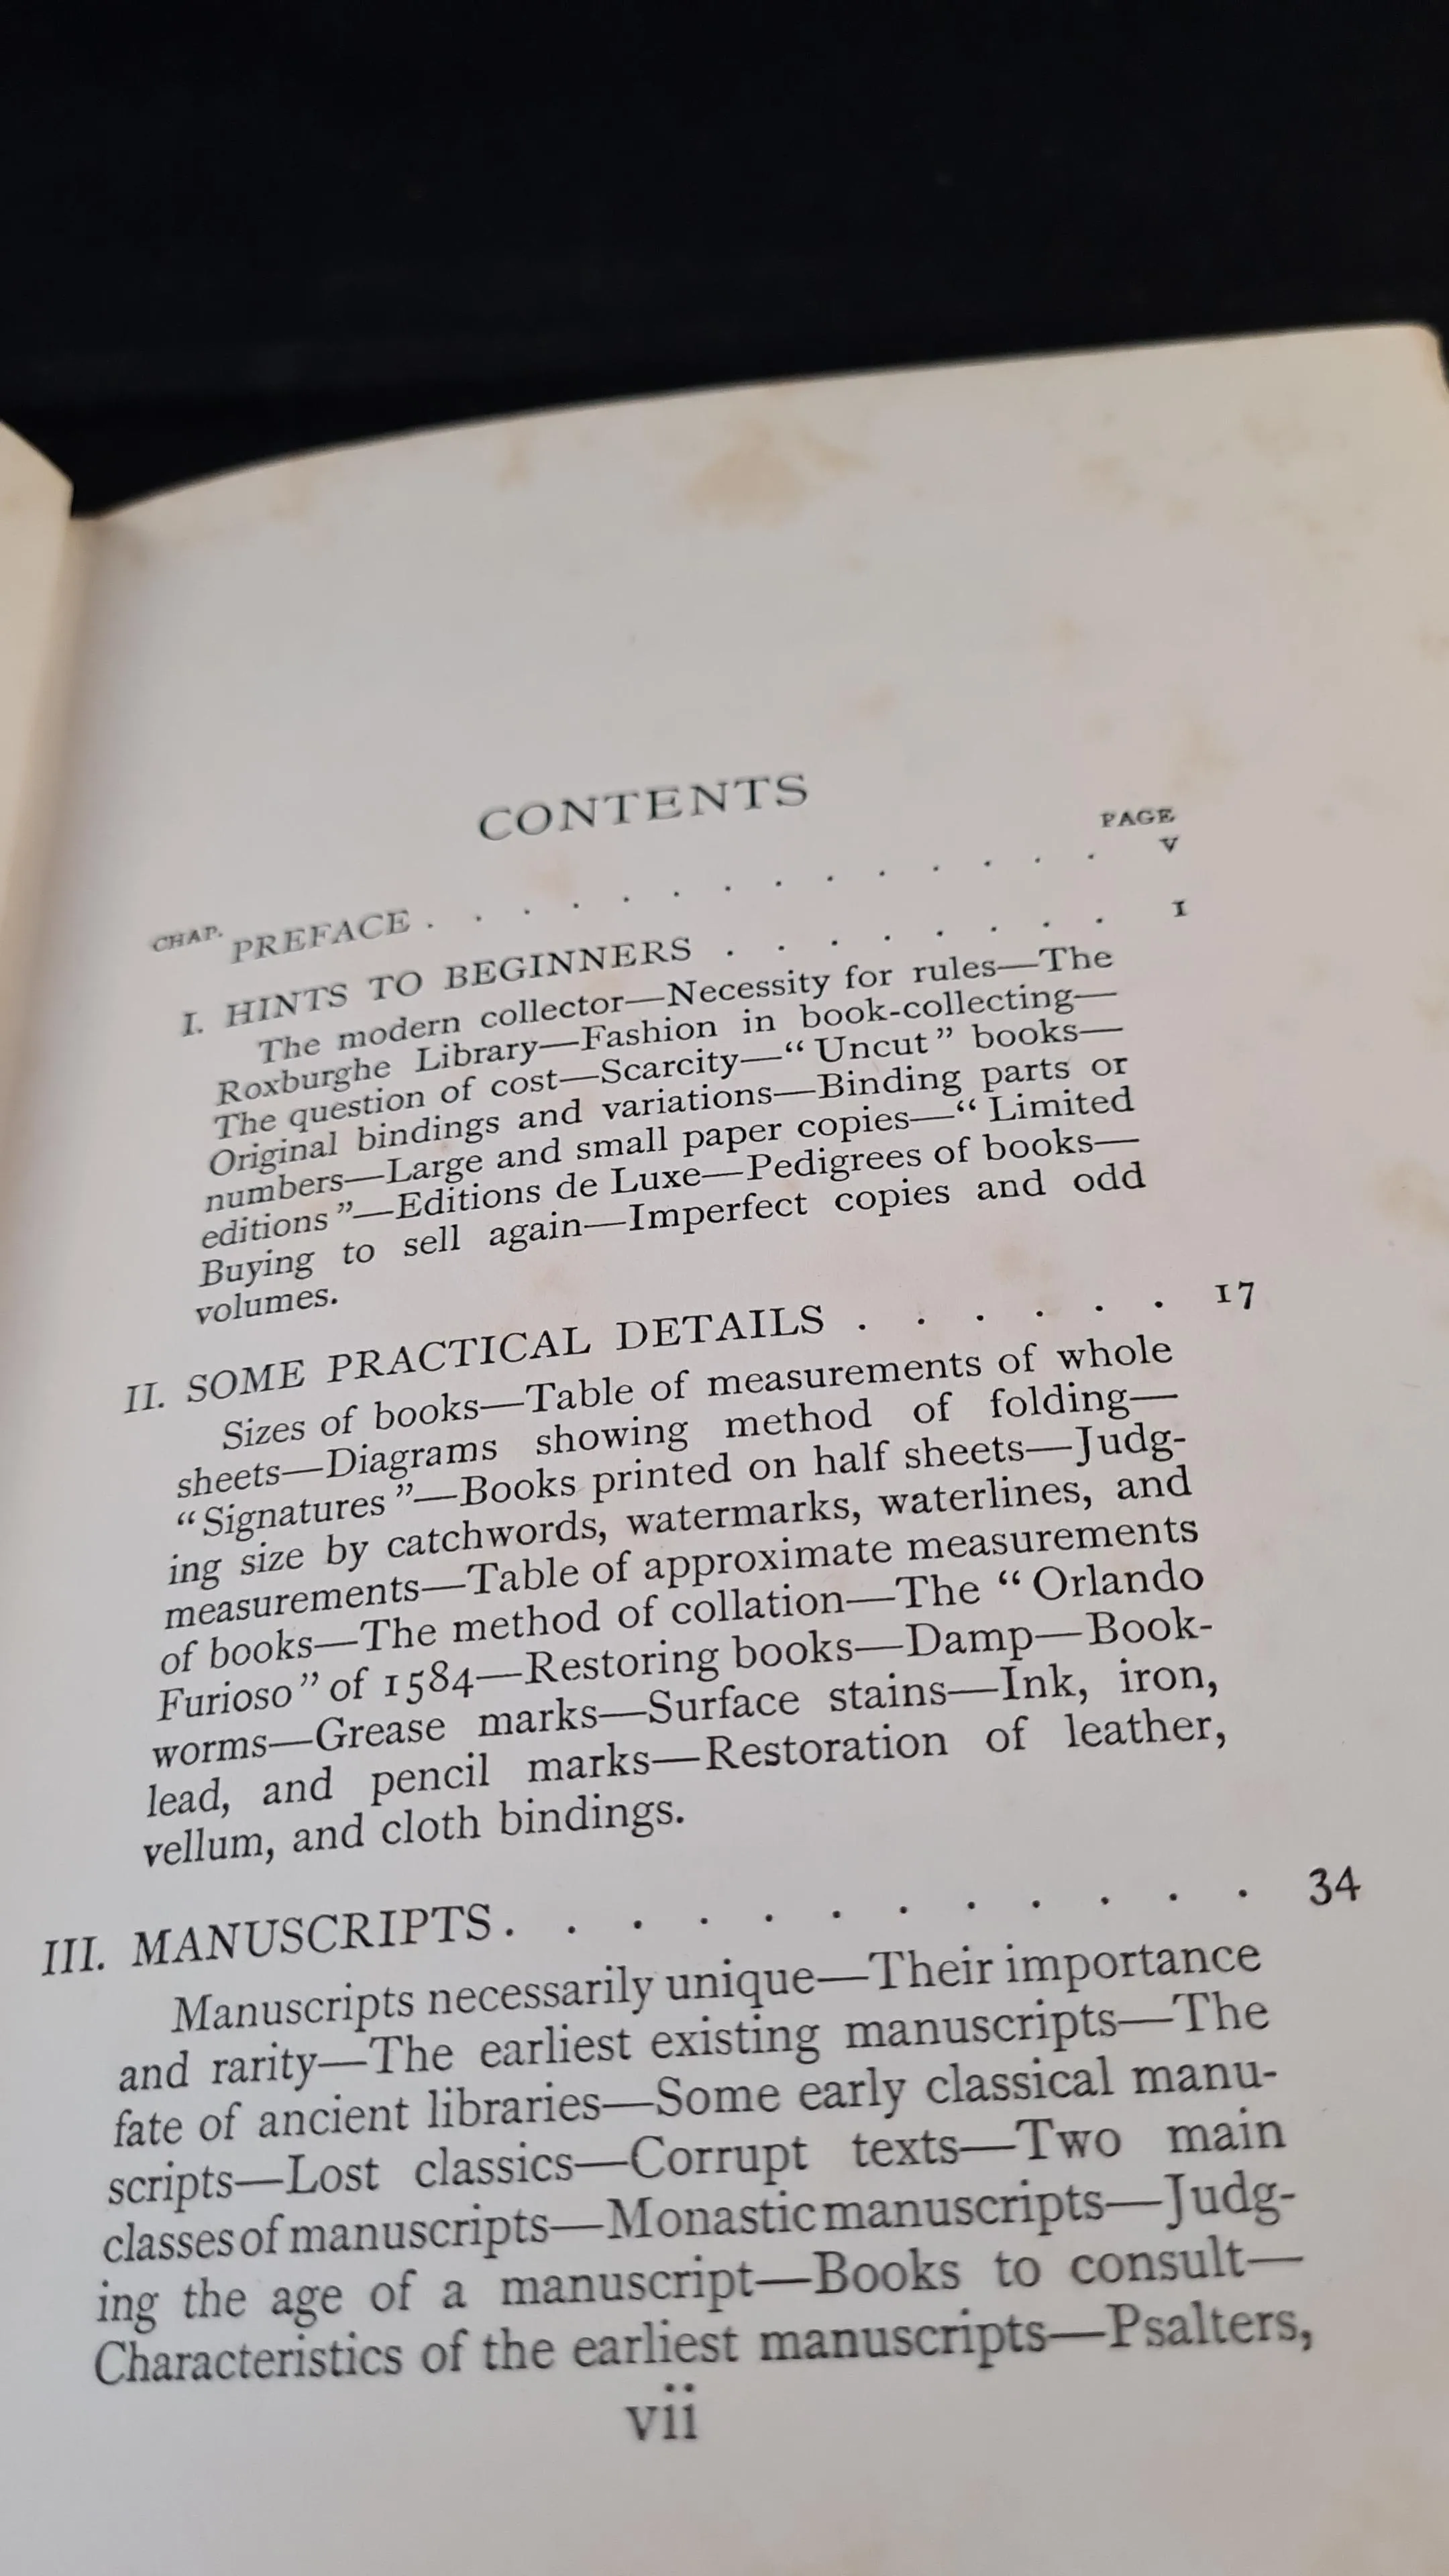 CONTENTS
CHAP. PAGE
PREFACE . . . . . . . . . . . . . . v
I. HINTS TO BEGINNERS . . . . . . . . 1
The modern collector—Necessity for rules—The
Roxburghe Library—Fashion in book-collecting—
The question of cost—Scarcity—“Uncut” books—
Original bindings and variations—Binding parts or
numbers—Large and small paper copies—“Limited
editions”—Editions de Luxe—Pedigrees of books—
Buying to sell again—Imperfect copies and odd
volumes.
II. SOME PRACTICAL DETAILS . . . . . . 17
Sizes of books—Table of measurements of whole
sheets—Diagrams showing method of folding—
“Signatures”—Books printed on half sheets—Judg-
ing size by catchwords, watermarks, waterlines, and
measurements—Table of approximate measurements
of books—The method of collation—The “Orlando
Furioso” of 1584—Restoring books—Damp—Book-
worms—Grease marks—Surface stains—Ink, iron,
lead, and pencil marks—Restoration of leather,
vellum, and cloth bindings.
III. MANUSCRIPTS . . . . . . . . . . . . 34
Manuscripts necessarily unique—Their importance
and rarity—The earliest existing manuscripts—The
fate of ancient libraries—Some early classical manu-
scripts—Lost classics—Corrupt texts—Two main
classes of manuscripts—Monastic manuscripts—Judg-
ing the age of a manuscript—Books to consult—
Characteristics of the earliest manuscripts—Psalters,
vii